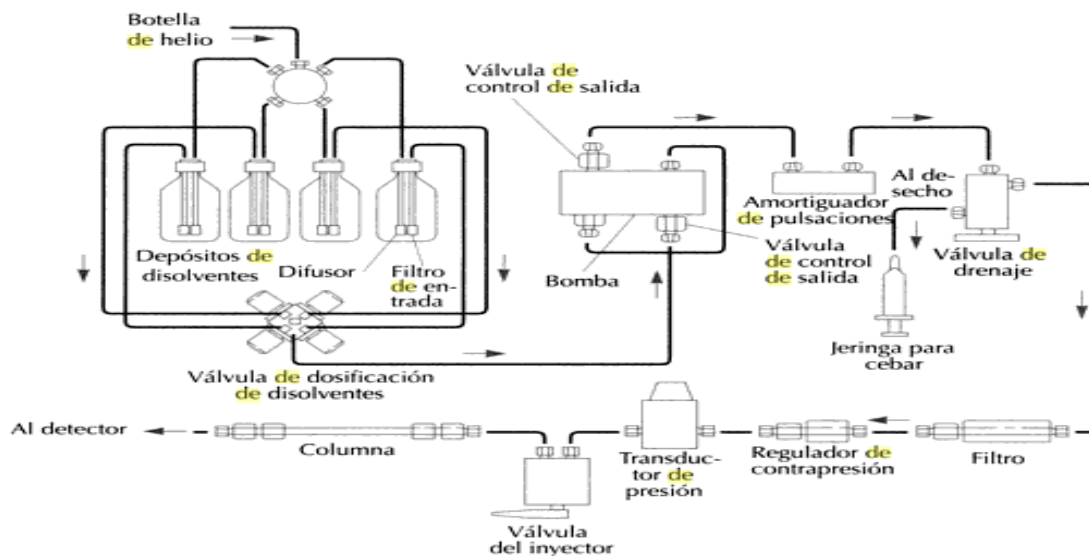 Botella
de helio
Válvula de
control de salida
Al de-
secho
Amortiguador
de pulsaciones
Depósitos de
disolventes
Difusor
Filtro
de en-
trada
Bomba
Válvula
de control
de salida
Válvula de
drenaje
Jeringa para
cebar
Válvula de dosificación
de disolventes
Al detector
Columna
Transduc-
tor de
presión
Regulador de
contrapresión
Filtro
Válvula
del inyector